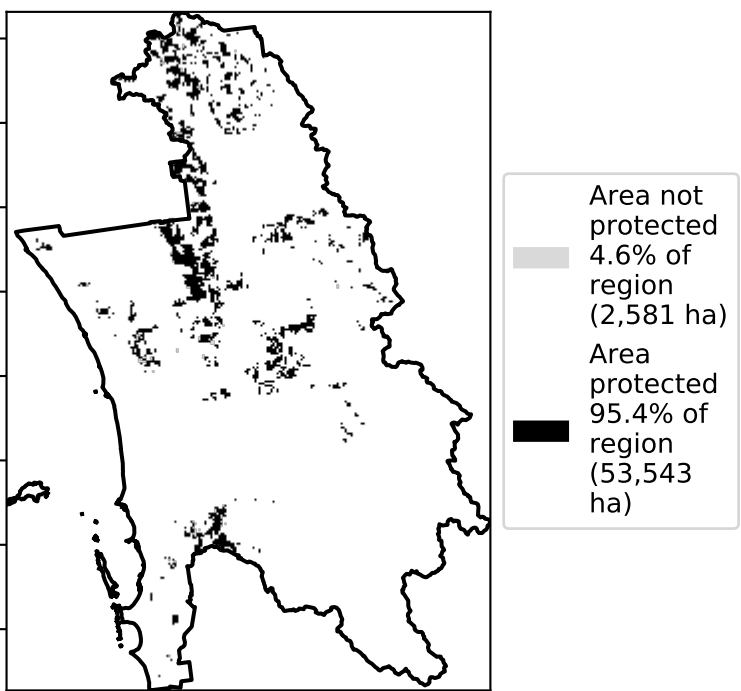 Area not
protected
4.6% of
region
(2,581 ha)
Area
protected
95.4% of
region
(53,543
ha)